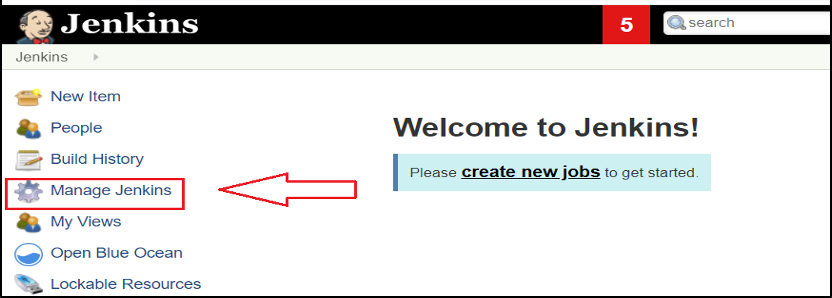 Jenkins
5
search
Jenkins
New Item
People
Build History
Manage Jenkins
My Views
Open Blue Ocean
Lockable Resources
Welcome to Jenkins!
Please create new jobs to get started.